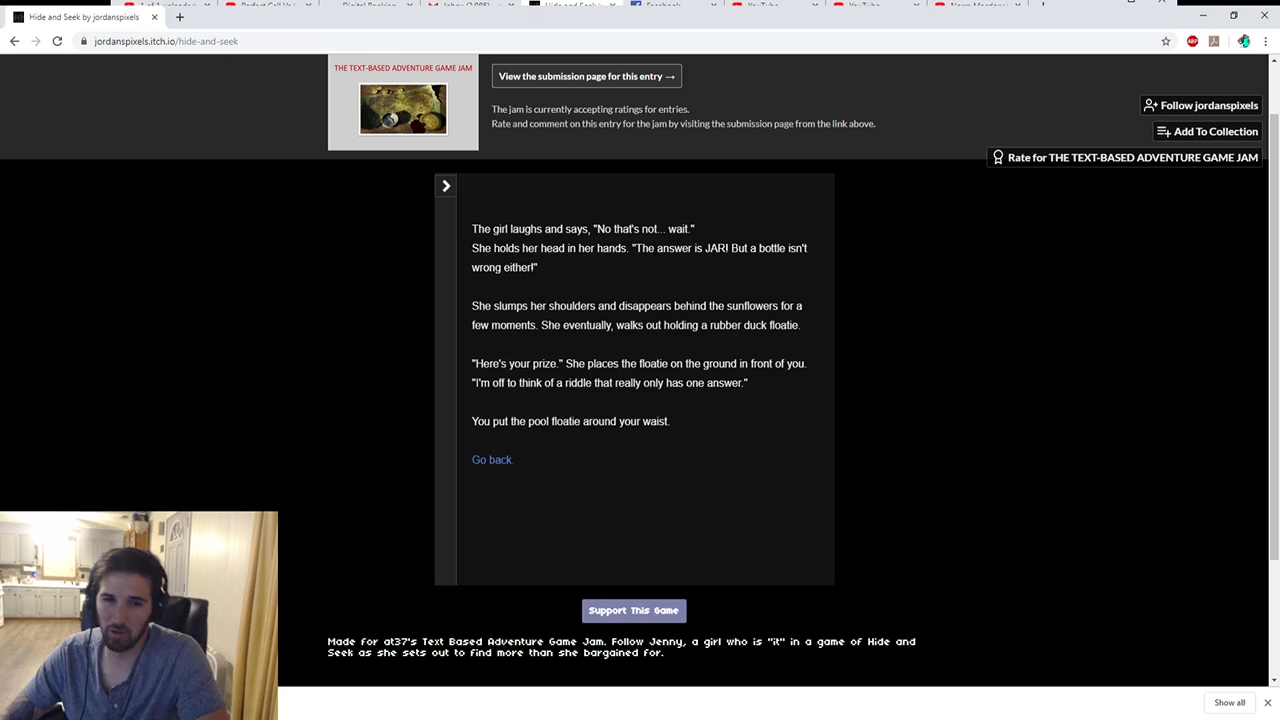 Hide and Seek by jordanspixels
jordanspixels.itch.io/hide-and-seek
ABP
THE TEXT-BASED ADVENTURE GAME JAM
View the submission page for this entry →
The jam is currently accepting ratings for entries.
Rate and comment on this entry for the jam by visiting the submission page from the link above.
Follow jordanspixels
Add To Collection
Rate for THE TEXT-BASED ADVENTURE GAME JAM
The girl laughs and says, "No that's not... wait."
She holds her head in her hands. "The answer is JAR! But a bottle isn't
wrong either!"
She slumps her shoulders and disappears behind the sunflowers for a
few moments. She eventually, walks out holding a rubber duck floatie.
"Here's your prize." She places the floatie on the ground in front of you.
"I'm off to think of a riddle that really only has one answer."
You put the pool floatie around your waist.
Go back.
Support This Game
Made for at37's Text Based Adventure Game Jam. Follow Jenny, a girl who is "it" in a game of Hide and
Seek as she sets out to find more than she bargained for.
Show all